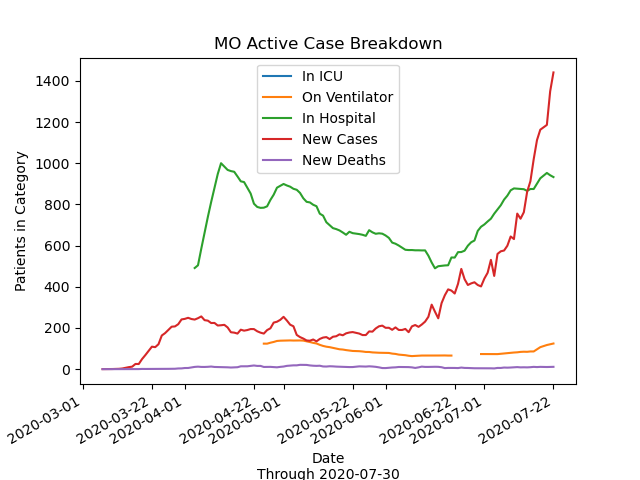 MO Active Case Breakdown
In ICU
On Ventilator
In Hospital
New Cases
New Deaths
Patients in Category
1400
1200
1000
800
600
400
200
0
2020-03-01
2020-03-22
2020-04-01
2020-04-22
2020-05-01
2020-05-22
2020-06-01
2020-06-22
2020-07-01
2020-07-22
Date
Through 2020-07-30